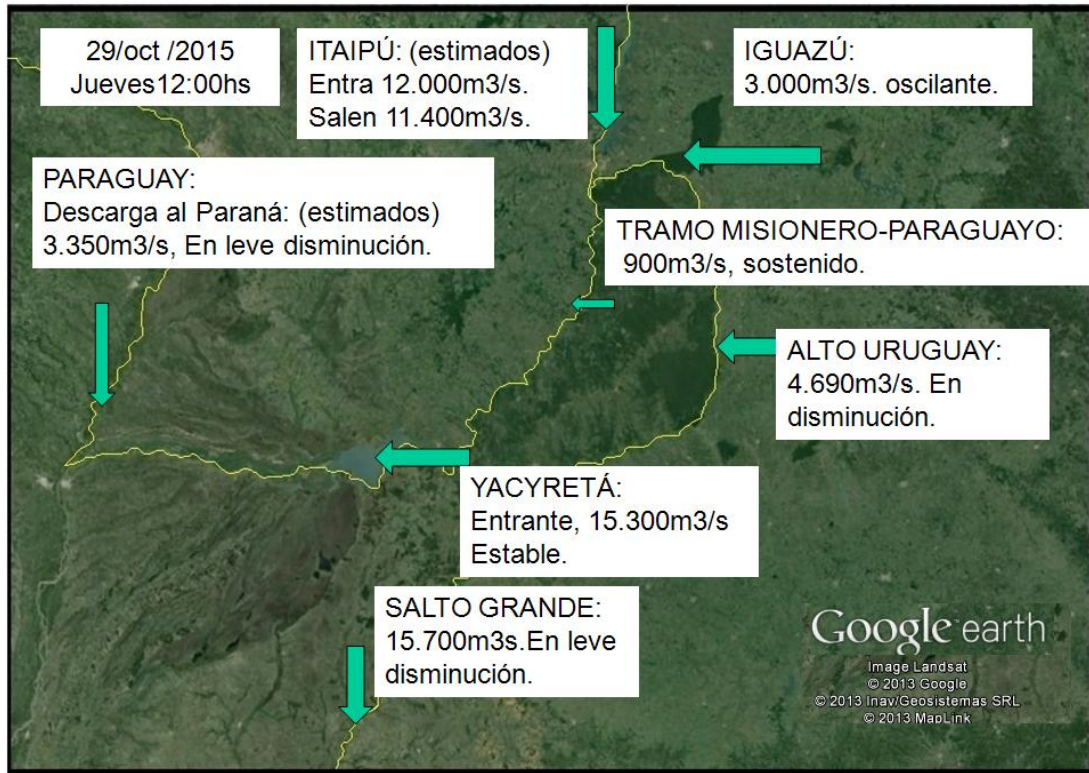 29/oct /2015
Jueves12:00hs
ITAIPÚ: (estimados)
Entra 12.000m3/s.
Salen 11.400m3/s.
IGUAZÚ:
3.000m3/s. oscilante.
PARAGUAY:
Descarga al Paraná: (estimados)
3.350m3/s, En leve disminución.
TRAMO MISIONERO-PARAGUAYO:
900m3/s, sostenido.
ALTO URUGUAY:
4.690m3/s. En
disminución.
YACYRETÁ:
Entrante, 15.300m3/s
Estable.
SALTO GRANDE:
15.700m3s.En leve
disminución.
Google earth
Image Landsat
© 2013 Google
© 2013 Inav/Geosistemas SRL
© 2013 MapLink